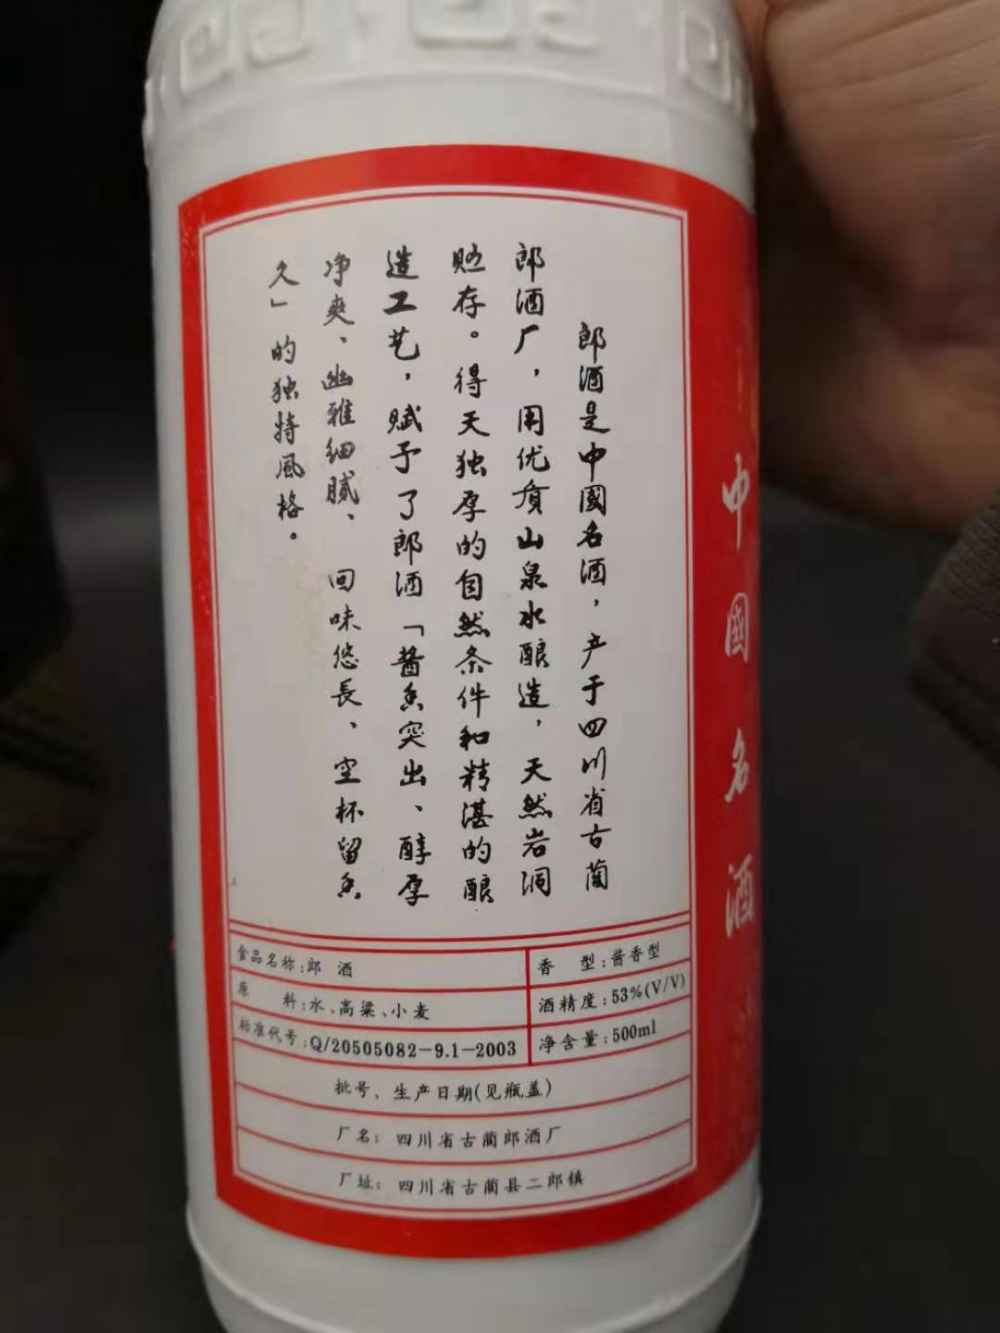 郎酒是中國名酒，产于四川省古蔺
郎酒厂，用优质山泉水酿造，天然岩洞
贮存。得天独厚的自然条件和精湛的酿
造工艺，赋予了郎酒「酱香突出、醇厚
净爽、幽雅细腻、回味悠長、空杯留香
久」的独特風格。
食品名称:郎 酒
香 型:酱香型
原 料:水、高粱、小麦
酒精度:53%(V/V)
标准代号:Q/20505082-9.1-2003
净含量:500ml
批号、生产日期(见瓶盖)
厂名: 四川省古蔺郎酒厂
厂址: 四川省古蔺县二郎镇
中國名酒